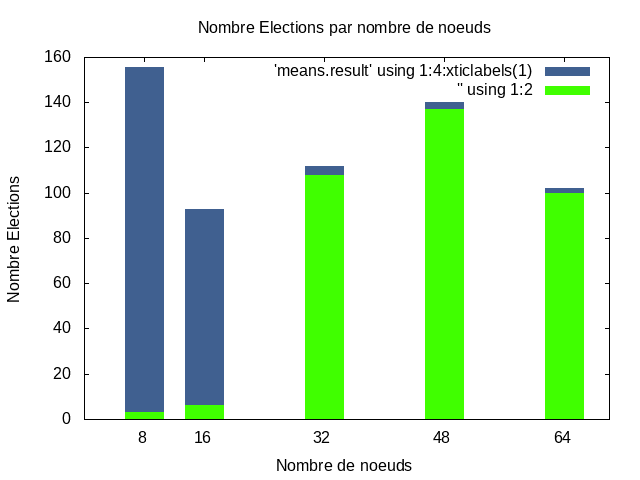 Nombre Elections par nombre de noeuds
'means.result' using 1:4:xticlabels(1)
'' using 1:2
160
140
120
100
80
60
40
20
0
Nombre Elections
8 16 32 48 64
Nombre de noeuds